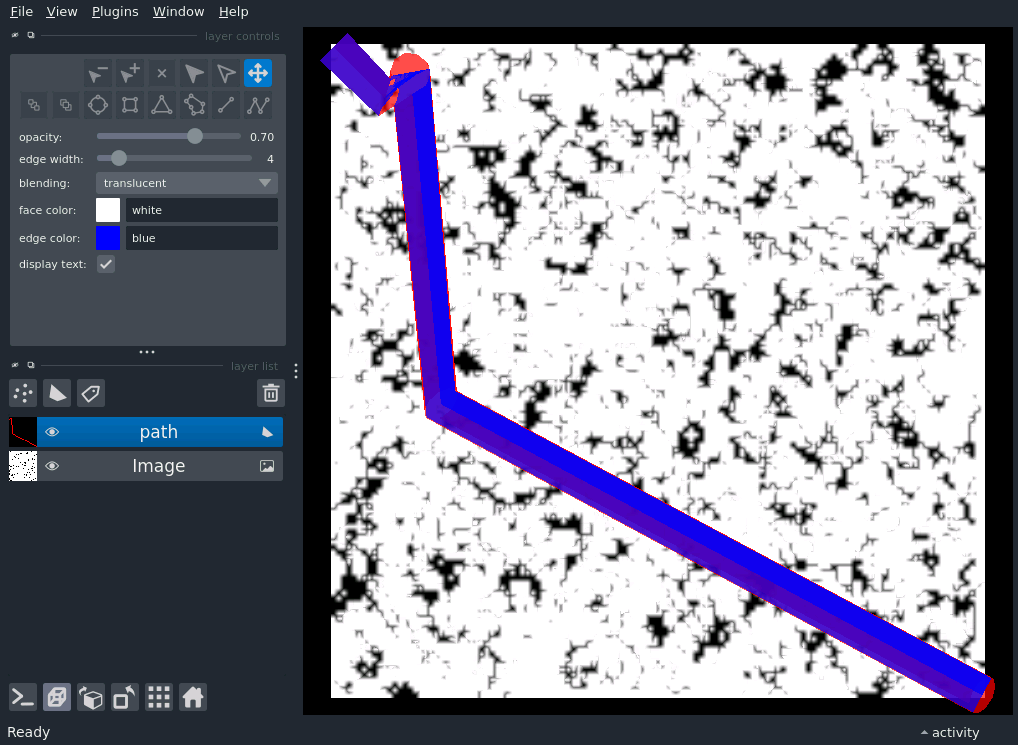 File View Plugins Window Help
layer controls
opacity: 0.70
edge width: 4
blending: translucent
face color: white
edge color: blue
display text:
layer list
path
Image
Ready
activity